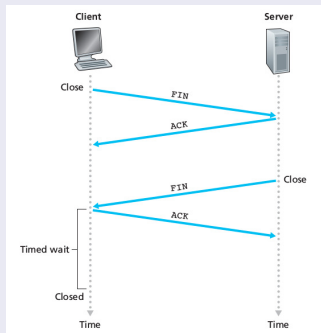 Client
Server
Close
FIN
ACK
FIN
Close
ACK
Timed wait
Closed
Time
Time